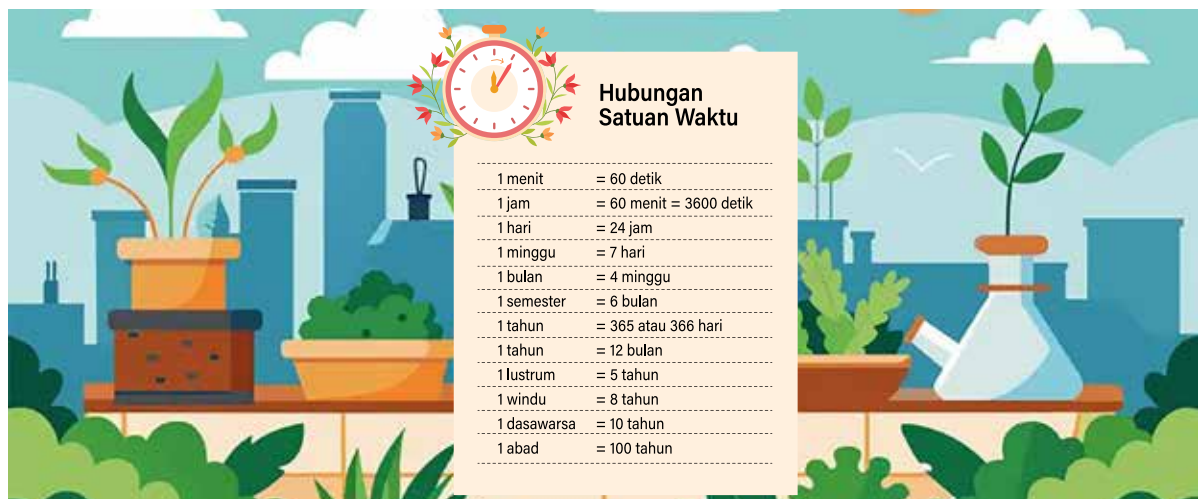 Hubungan
Satuan Waktu
1 menit = 60 detik
1 jam = 60 menit = 3600 detik
1 hari = 24 jam
1 minggu = 7 hari
1 bulan = 4 minggu
1 semester = 6 bulan
1 tahun = 365 atau 366 hari
1 tahun = 12 bulan
1 lustrum = 5 tahun
1 windu = 8 tahun
1 dasawarsa = 10 tahun
1 abad = 100 tahun